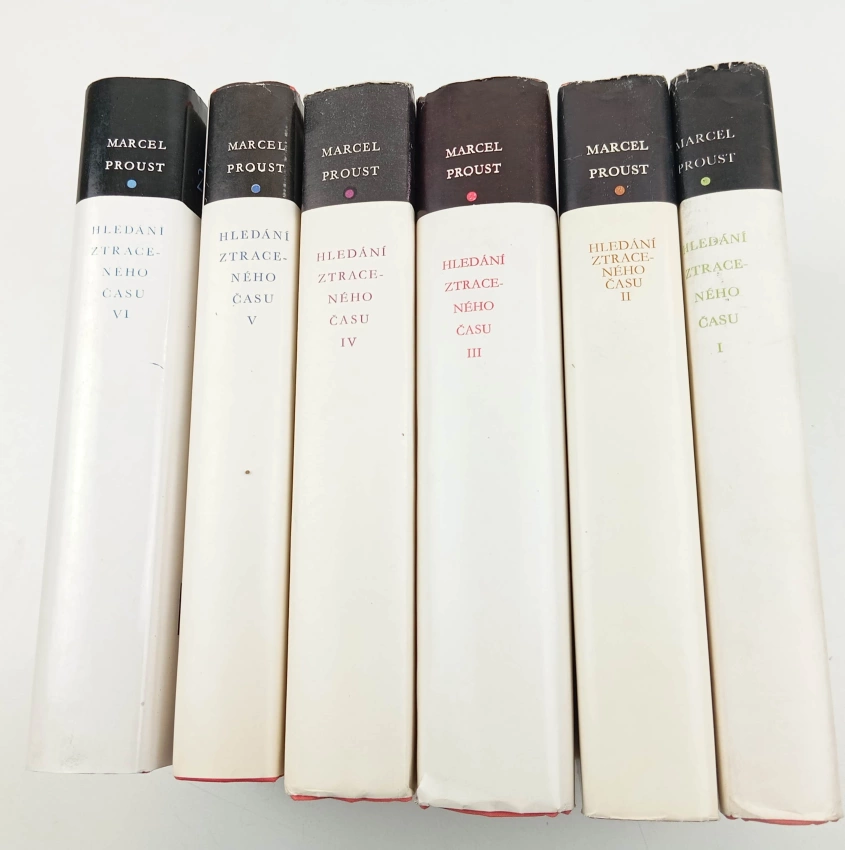 MARCEL
PROUST
HLEDÁNÍ
ZTRACE-
NÉHO
ČASU
VI
MARCEL
PROUST
HLEDÁNÍ
ZTRACE-
NÉHO
ČASU
V
MARCEL
PROUST
HLEDÁNÍ
ZTRACE-
NÉHO
ČASU
IV
MARCEL
PROUST
HLEDÁNÍ
ZTRACE-
NÉHO
ČASU
III
MARCEL
PROUST
HLEDÁNÍ
ZTRACE-
NÉHO
ČASU
II
MARCEL
PROUST
HLEDÁNÍ
ZTRACE-
NÉHO
ČASU
I